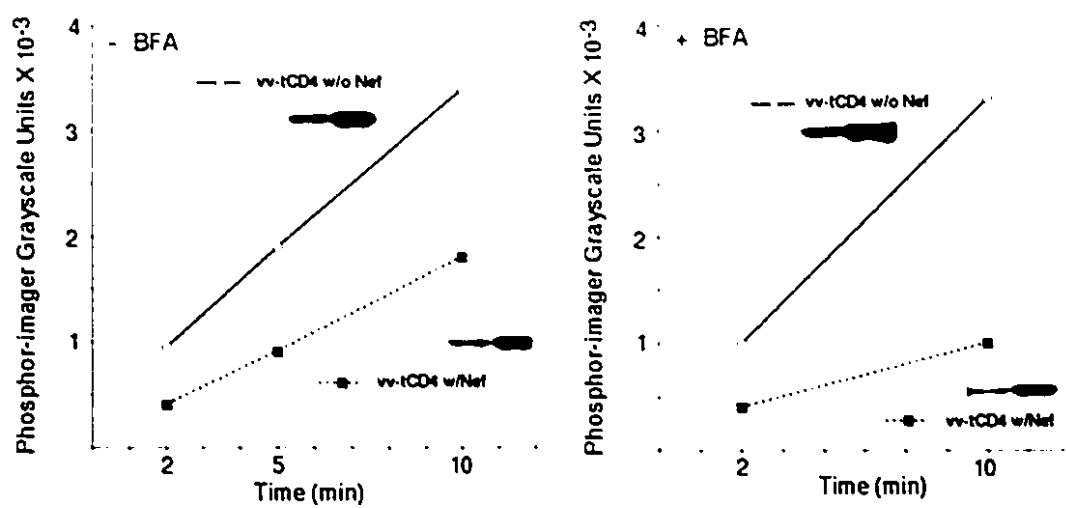 Phosphor-imager Grayscale Units X 10-3
4
3
2
1
- BFA
vv-tCD4 w/o Nef
vv-tCD4 w/Nef
2 5 10
Time (min)
Phosphor-imager Grayscale Units X 10-3
4
3
2
1
+ BFA
vv-tCD4 w/o Nef
vv-tCD4 w/Nef
2 10
Time (min)